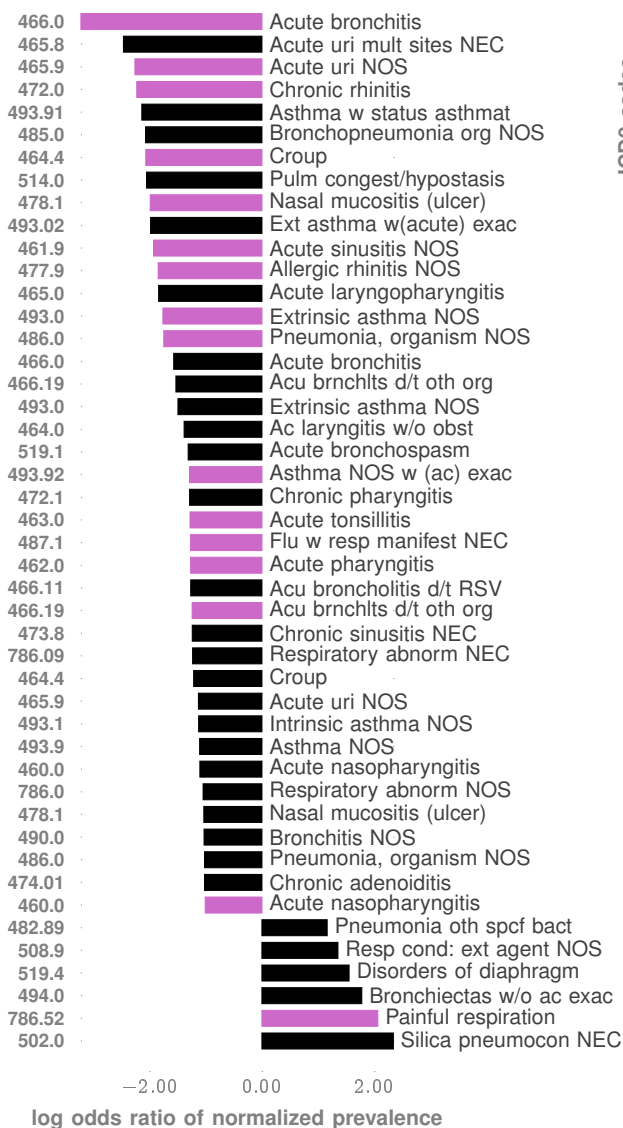 466.0 Acute bronchitis
465.8 Acute uri mult sites NEC
465.9 Acute uri NOS
472.0 Chronic rhinitis
493.91 Asthma w status asthmat
485.0 Bronchopneumonia org NOS
464.4 Croup
514.0 Pulm congest/hypostasis
478.1 Nasal mucositis (ulcer)
493.02 Ext asthma w(acute) exac
461.9 Acute sinusitis NOS
477.9 Allergic rhinitis NOS
465.0 Acute laryngopharyngitis
493.0 Extrinsic asthma NOS
486.0 Pneumonia, organism NOS
466.0 Acute bronchitis
466.19 Acu brnchlts d/t oth org
493.0 Extrinsic asthma NOS
464.0 Ac laryngitis w/o obst
519.1 Acute bronchospasm
493.92 Asthma NOS w (ac) exac
472.1 Chronic pharyngitis
463.0 Acute tonsillitis
487.1 Flu w resp manifest NEC
462.0 Acute pharyngitis
466.11 Acu broncholitis d/t RSV
466.19 Acu brnchlts d/t oth org
473.8 Chronic sinusitis NEC
786.09 Respiratory abnorm NEC
464.4 Croup
465.9 Acute uri NOS
493.1 Intrinsic asthma NOS
493.9 Asthma NOS
460.0 Acute nasopharyngitis
786.0 Respiratory abnorm NOS
478.1 Nasal mucositis (ulcer)
490.0 Bronchitis NOS
486.0 Pneumonia, organism NOS
474.01 Chronic adenoiditis
460.0 Acute nasopharyngitis
482.89 Pneumonia oth spcf bact
508.9 Resp cond: ext agent NOS
519.4 Disorders of diaphragm
494.0 Bronchiectas w/o ac exac
786.52 Painful respiration
502.0 Silica pneumocon NEC
−2.00 0.00 2.00
log odds ratio of normalized prevalence